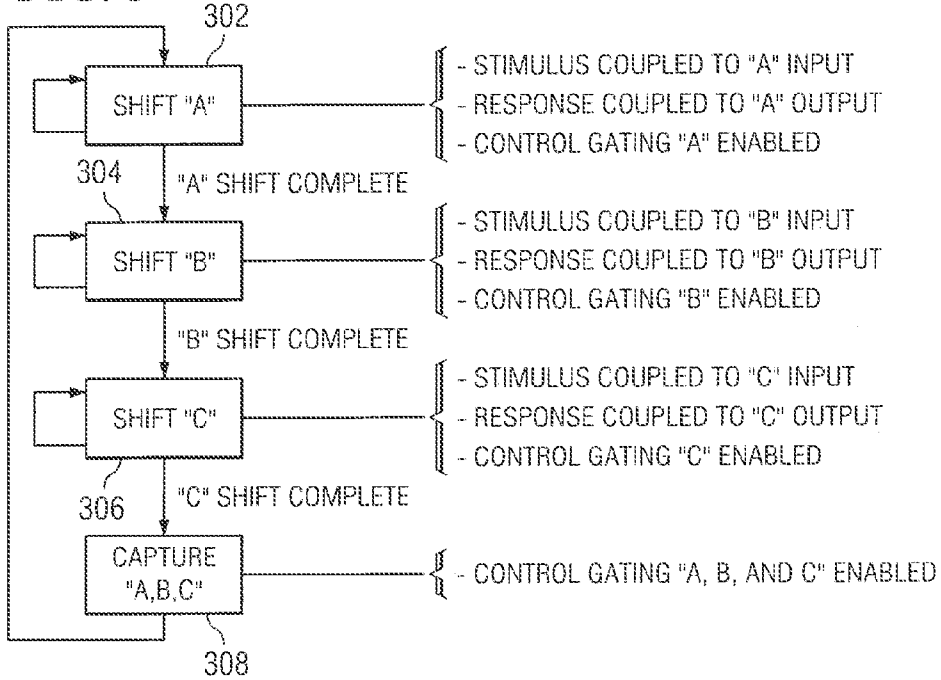 302
SHIFT "A"
- STIMULUS COUPLED TO "A" INPUT
- RESPONSE COUPLED TO "A" OUTPUT
- CONTROL GATING "A" ENABLED
304
"A" SHIFT COMPLETE
SHIFT "B"
- STIMULUS COUPLED TO "B" INPUT
- RESPONSE COUPLED TO "B" OUTPUT
- CONTROL GATING "B" ENABLED
"B" SHIFT COMPLETE
SHIFT "C"
- STIMULUS COUPLED TO "C" INPUT
- RESPONSE COUPLED TO "C" OUTPUT
- CONTROL GATING "C" ENABLED
306
"C" SHIFT COMPLETE
CAPTURE
"A,B,C"
- CONTROL GATING "A, B, AND C" ENABLED
308